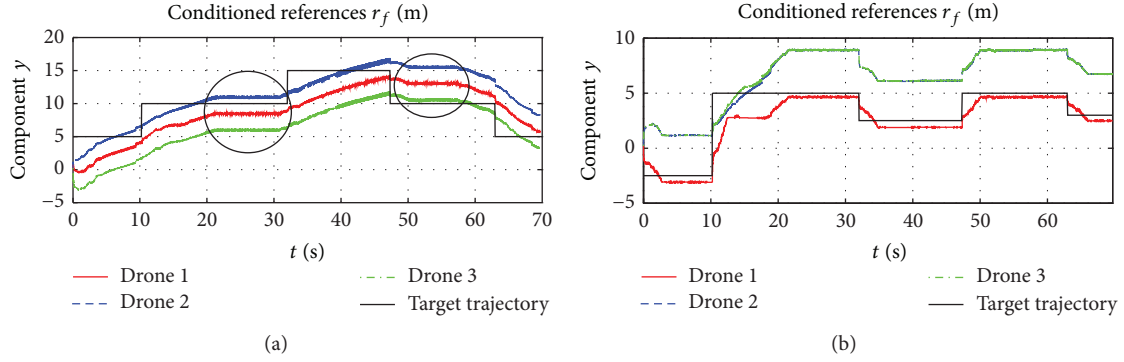 Conditioned references r_f (m)
Component y
20
15
10
5
0
−5
0 10 20 30 40 50 60 70
t (s)
Drone 1
Drone 2
Drone 3
Target trajectory
(a)
Conditioned references r_f (m)
Component y
10
5
0
−5
0 10 20 30 40 50 60
t (s)
Drone 1
Drone 2
Drone 3
Target trajectory
(b)